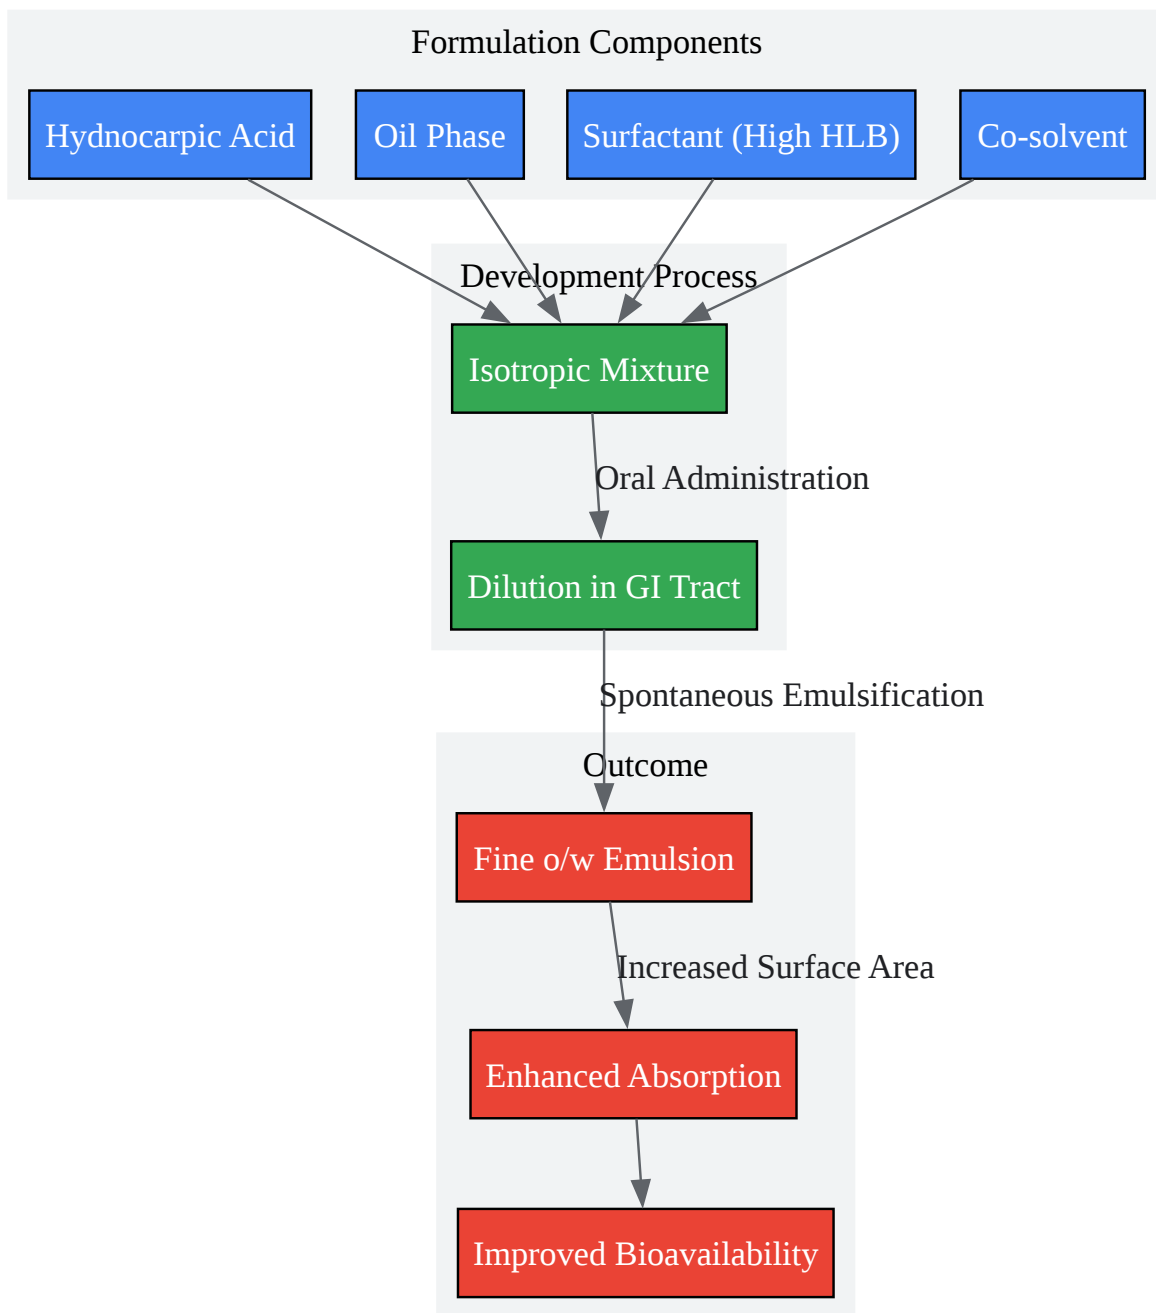 Formulation Components
Hydnocarpic Acid
Oil Phase
Surfactant (High HLB)
Co-solvent
Development Process
Isotropic Mixture
Oral Administration
Dilution in GI Tract
Spontaneous Emulsification
Outcome
Fine o/w Emulsion
Increased Surface Area
Enhanced Absorption
Improved Bioavailability